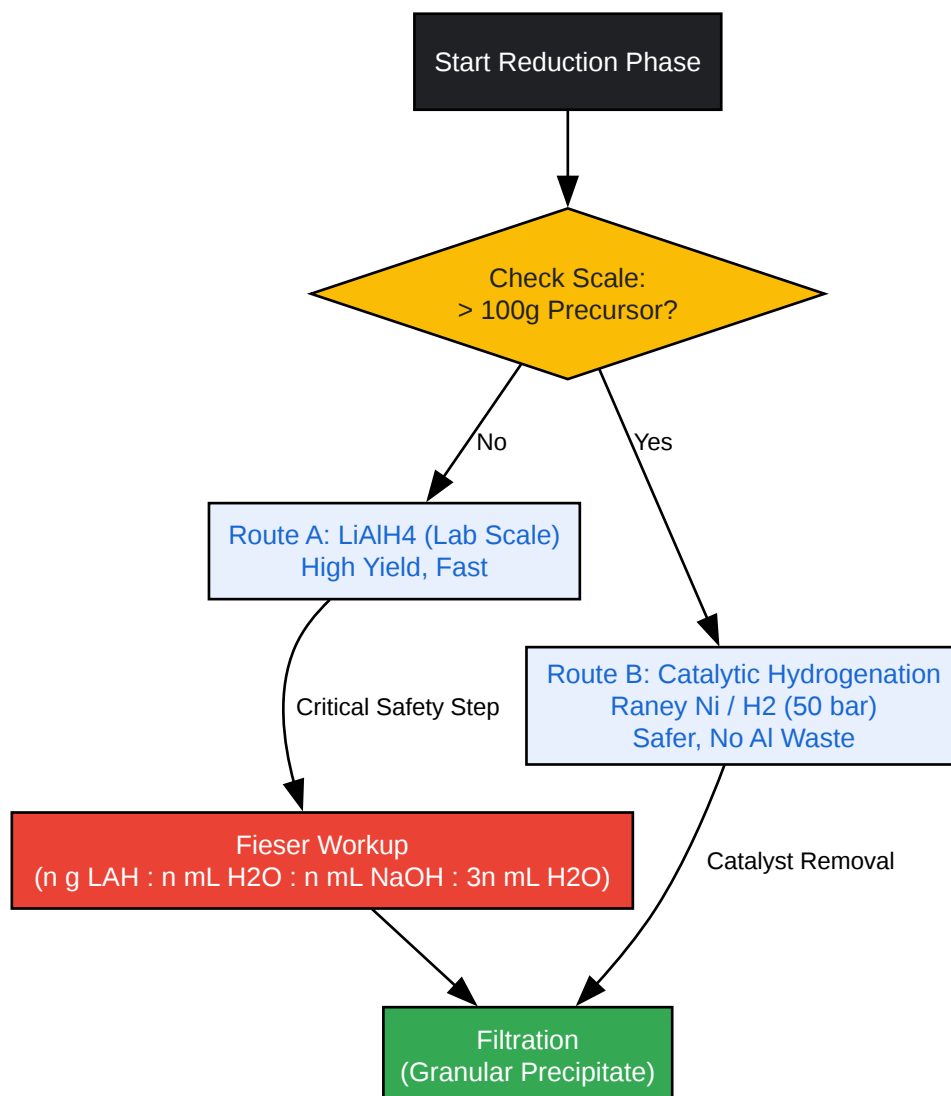 Start Reduction Phase
Check Scale:
> 100g Precursor?
No
Yes
Route A: LiAlH4 (Lab Scale)
High Yield, Fast
Route B: Catalytic Hydrogenation
Raney Ni / H2 (50 bar)
Safer, No Al Waste
Critical Safety Step
Fieser Workup
(n g LAH : n mL H2O : n mL NaOH : 3n mL H2O)
Catalyst Removal
Filtration
(Granular Precipitate)